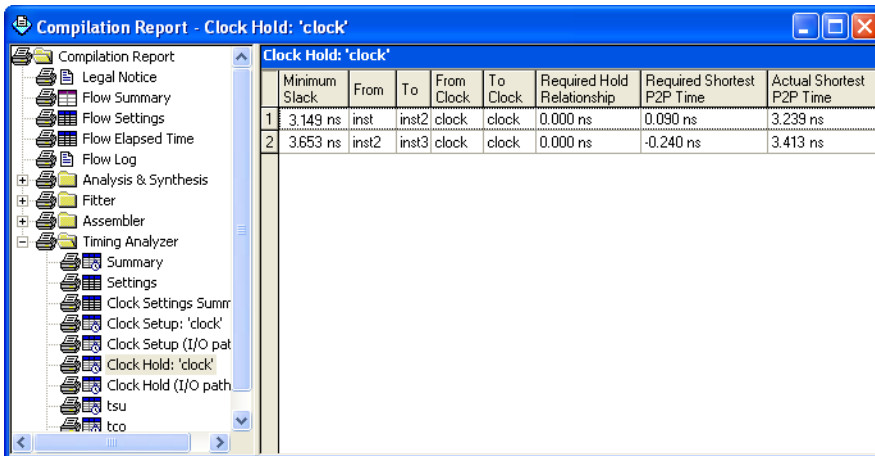 Compilation Report - Clock Hold: 'clock'
Compilation Report
Legal Notice
Flow Summary
Flow Settings
Flow Elapsed Time
Flow Log
Analysis & Synthesis
Fitter
Assembler
Timing Analyzer
Summary
Settings
Clock Settings Summ
Clock Setup: 'clock'
Clock Setup (I/O pat
Clock Hold: 'clock'
Clock Hold (I/O path
tsu
tco
Clock Hold: 'clock'
Minimum Slack From To From Clock To Clock Required Hold Relationship Required Shortest P2P Time Actual Shortest P2P Time
1 3.149 ns inst inst2 clock clock 0.000 ns 0.090 ns 3.239 ns
2 3.653 ns inst2 inst3 clock clock 0.000 ns -0.240 ns 3.413 ns